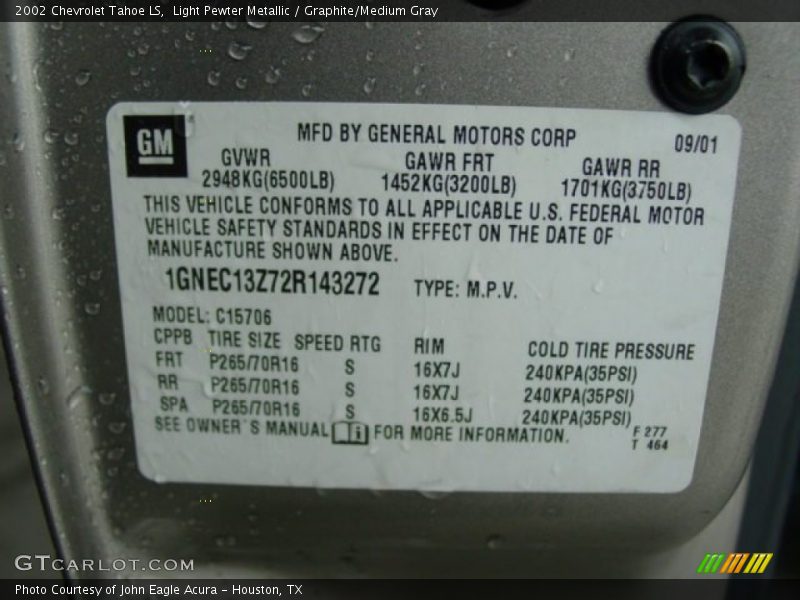 2002 Chevrolet Tahoe LS,  Light Pewter Metallic / Graphite/Medium Gray
GM
MFD BY GENERAL MOTORS CORP 09/01
GVWR GAWR FRT GAWR RR
2948KG(6500LB) 1452KG(3200LB) 1701KG(3750LB)
THIS VEHICLE CONFORMS TO ALL APPLICABLE U.S. FEDERAL MOTOR
VEHICLE SAFETY STANDARDS IN EFFECT ON THE DATE OF
MANUFACTURE SHOWN ABOVE.
1GNEC13Z72R143272 TYPE: M.P.V.
MODEL: C15706
CPPB TIRE SIZE SPEED RTG RIM COLD TIRE PRESSURE
FRT P265/70R16 S 16X7J 240KPA(35PSI)
RR P265/70R16 S 16X7J 240KPA(35PSI)
SPA P265/70R16 S 16X6.5J 240KPA(35PSI)
SEE OWNER'S MANUAL FOR MORE INFORMATION.
F 277
T 464
GTCARLOT.COM
Photo Courtesy of John Eagle Acura - Houston, TX